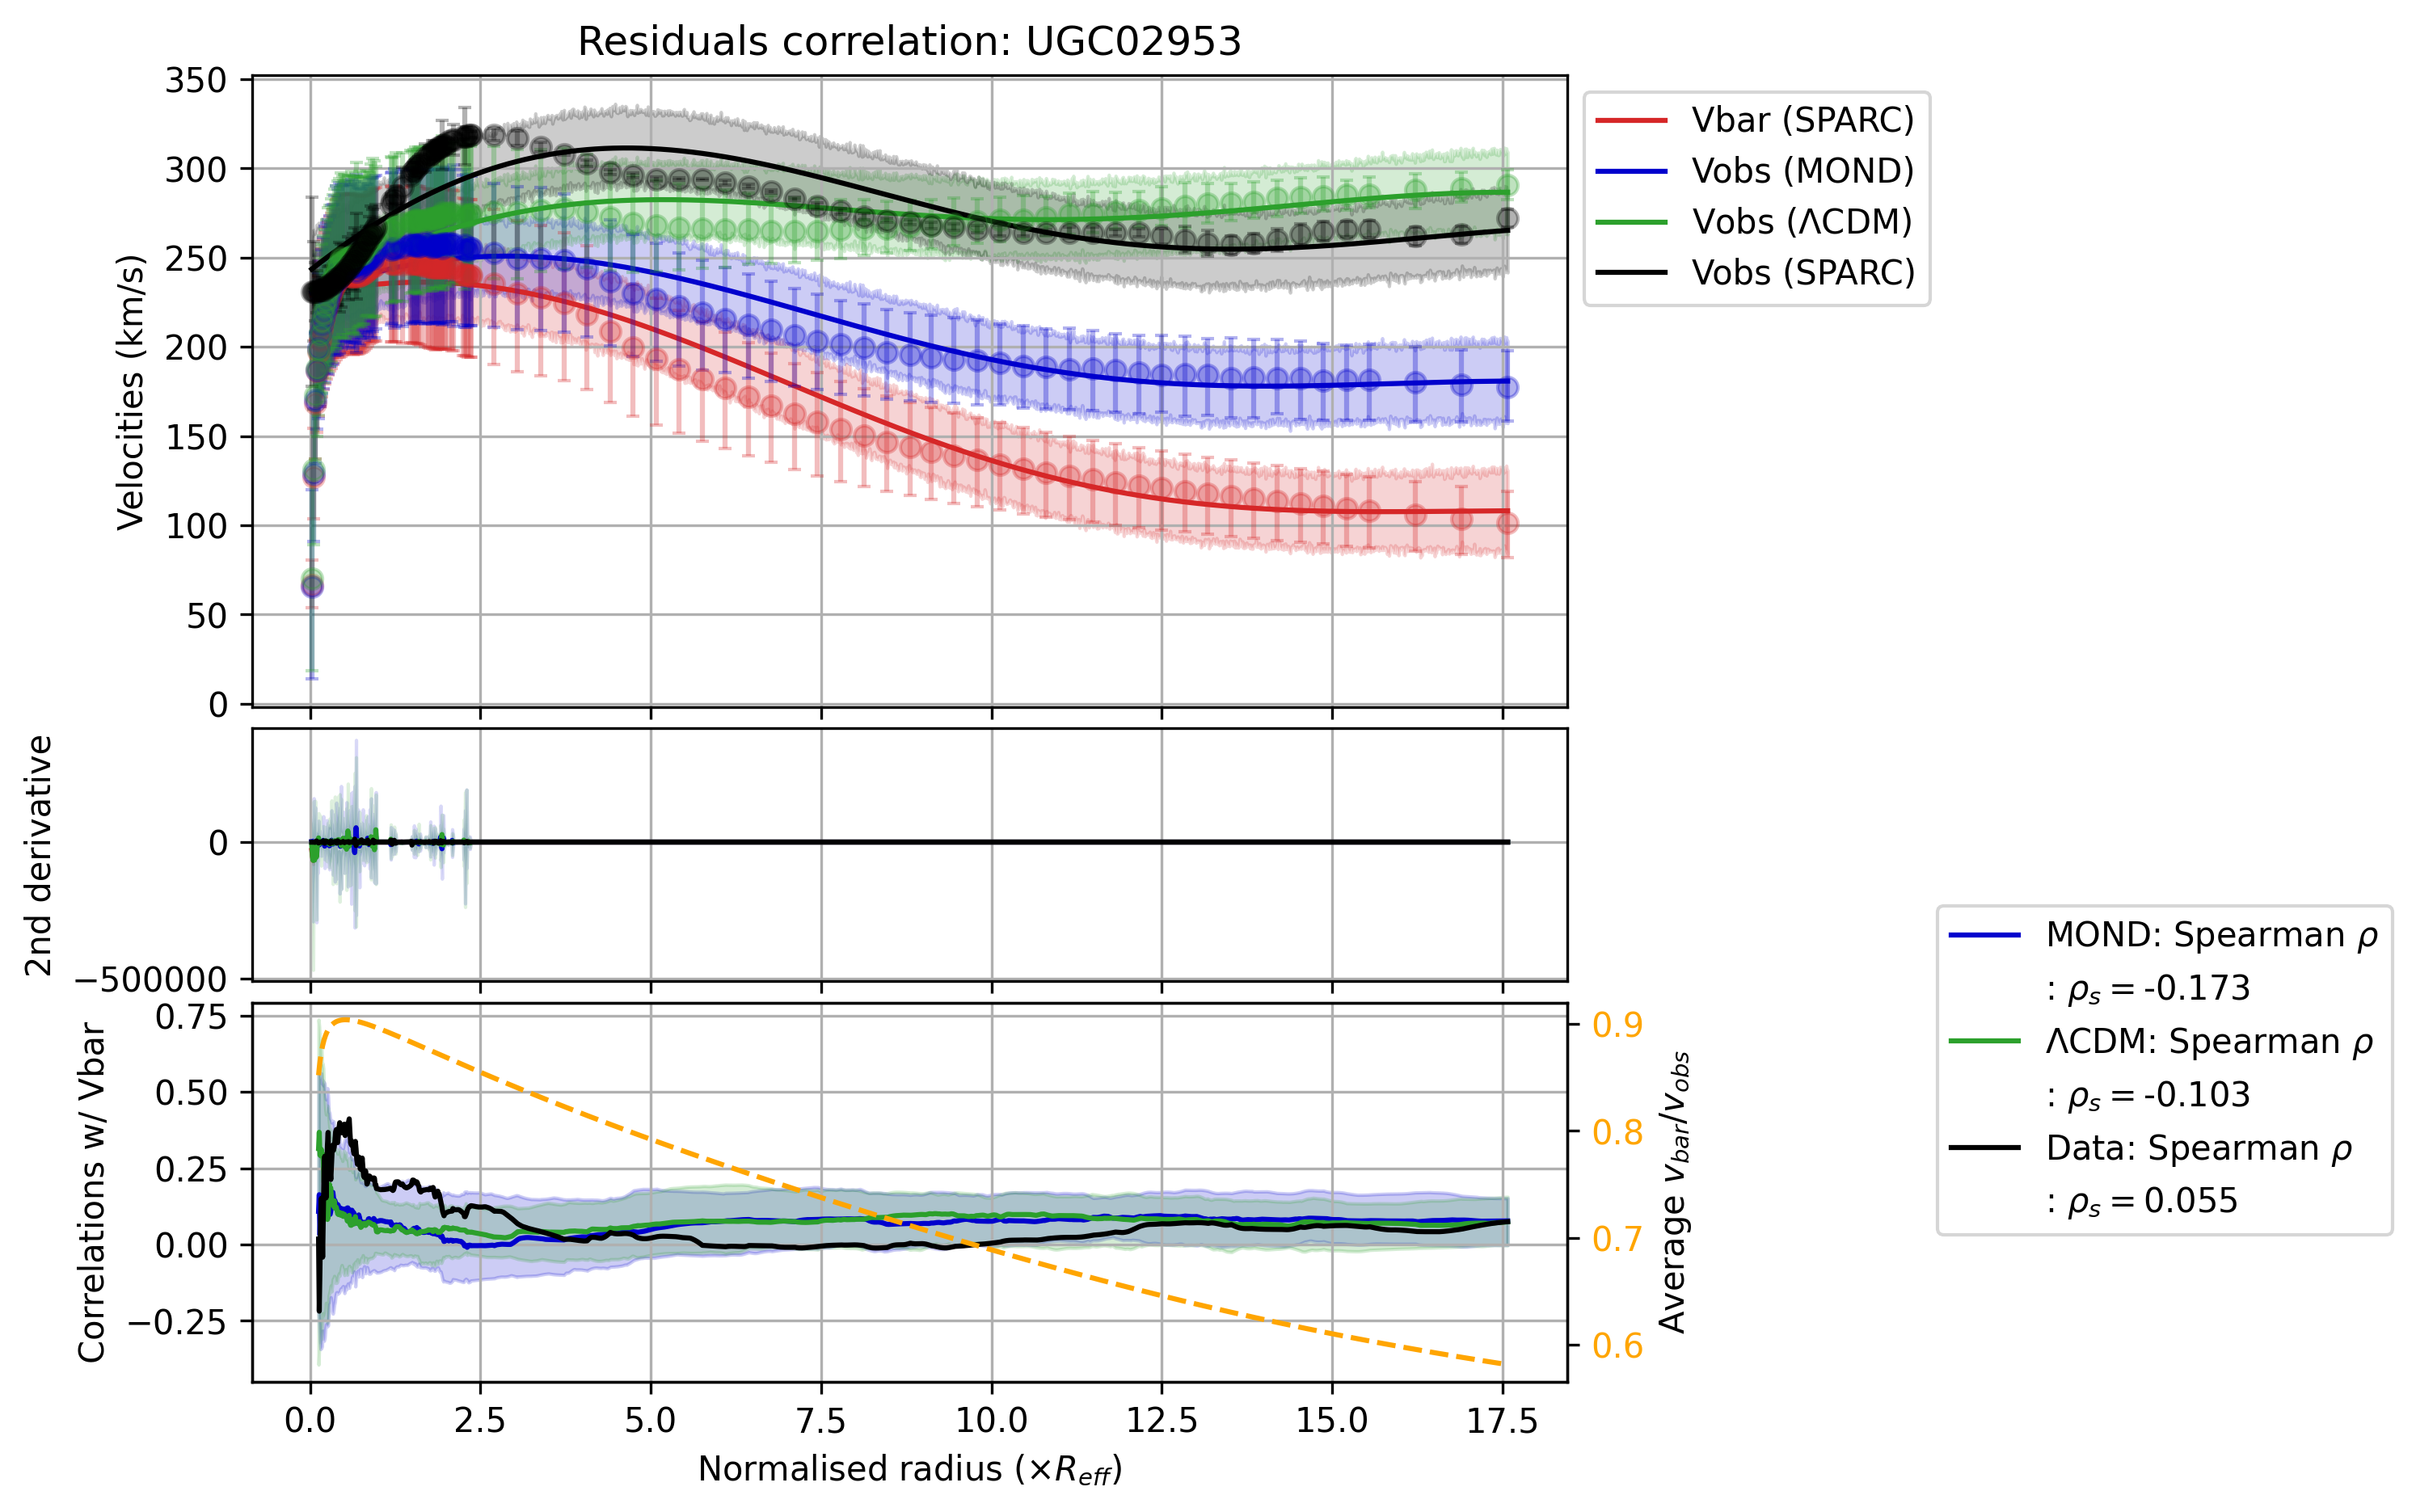 Residuals correlation: UGC02953
350
300
250
200
150
100
50
0
Velocities (km/s)
Vbar (SPARC)
Vobs (MOND)
Vobs (ΛCDM)
Vobs (SPARC)
0
−500000
2nd derivative
0.75
0.50
0.25
0.00
−0.25
Correlations w/ Vbar
0.9
0.8
0.7
0.6
Average v_bar/v_obs
MOND: Spearman ρ
: ρ_s = -0.173
ΛCDM: Spearman ρ
: ρ_s = -0.103
Data: Spearman ρ
: ρ_s = 0.055
0.0 2.5 5.0 7.5 10.0 12.5 15.0 17.5
Normalised radius (×R_eff)